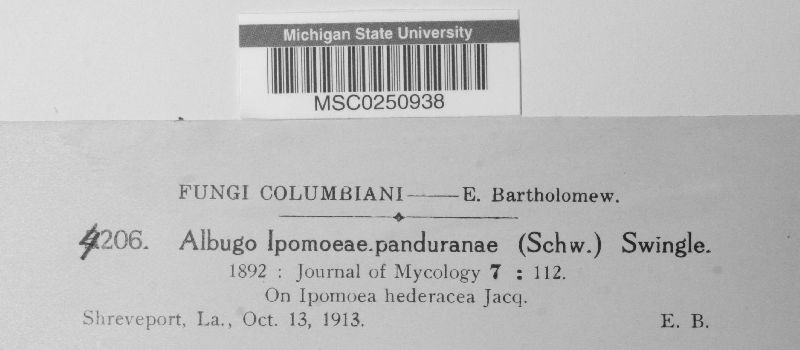 Michigan State University
MSC0250938
FUNGI COLUMBIANI——E. Bartholomew.
4206. Albugo Ipomoeae.panduranae (Schw.) Swingle.
1892 : Journal of Mycology 7 : 112.
On Ipomoea hederacea Jacq.
Shreveport, La., Oct. 13, 1913. E. B.